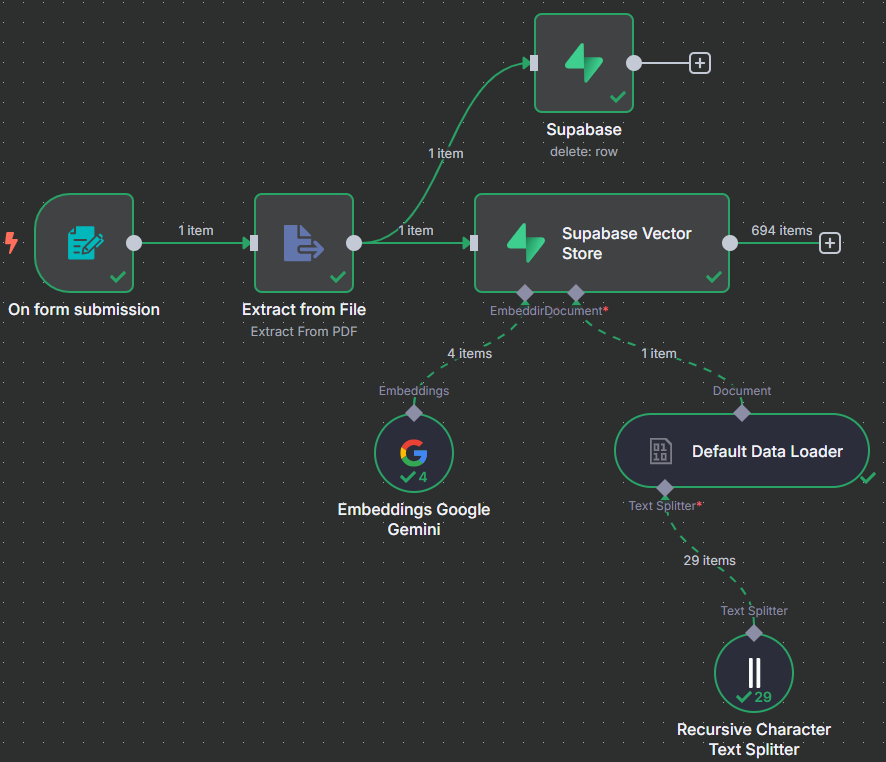 Supabase
delete: row
1 item
1 item
1 item
Supabase Vector
Store
694 items
On form submission
Extract from File
Extract From PDF
EmbeddirDocument*
4 items
1 item
Embeddings
Document
4
Default Data Loader
Embeddings Google
Gemini
Text Splitter*
29 items
Text Splitter
29
Recursive Character
Text Splitter